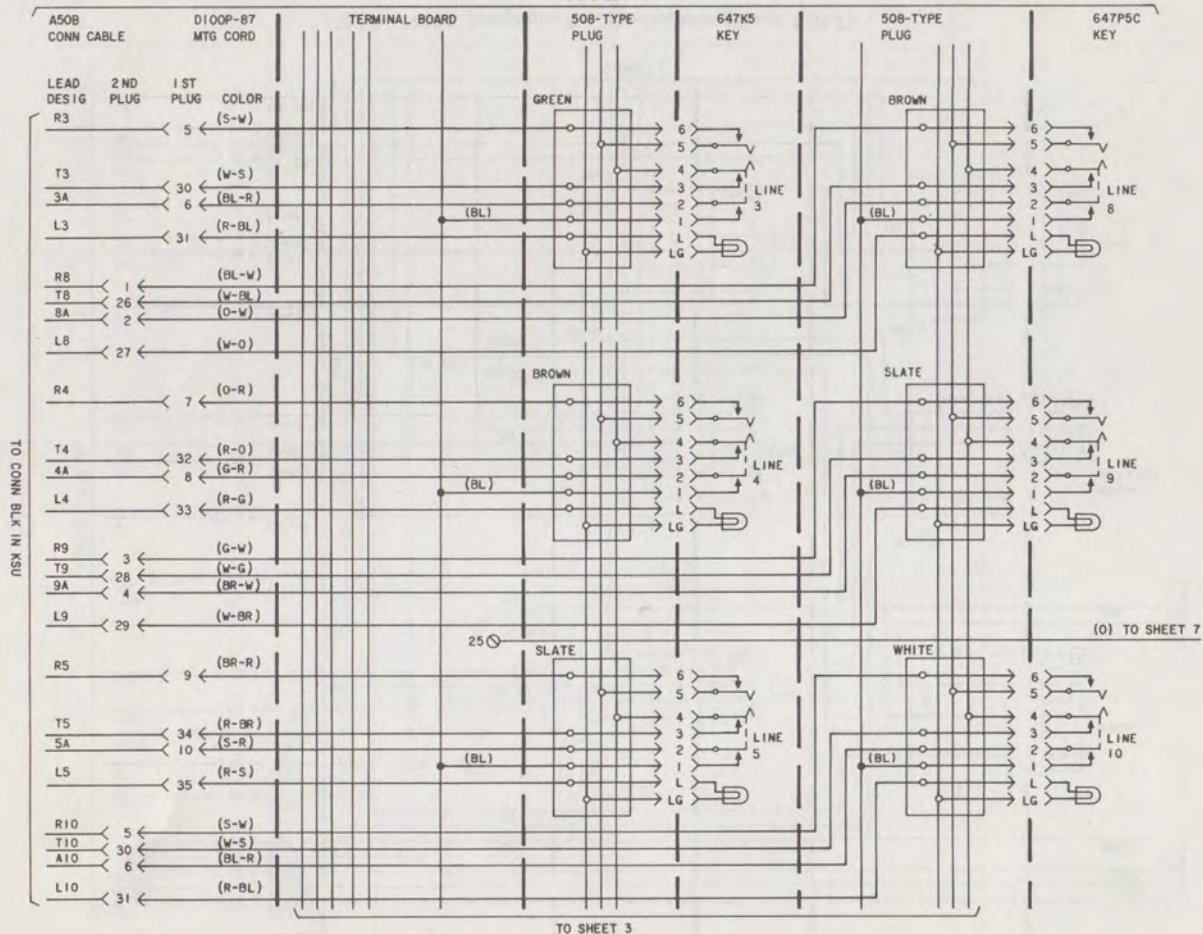 A50B D100P-87 TERMINAL BOARD 508-TYPE 647K5 508-TYPE 647P5C
CONN CABLE MTG CORD PLUG KEY PLUG KEY
LEAD 2ND 1ST
DESIG PLUG PLUG COLOR
GREEN BROWN
R3 5 (S-W) 6 6
5 5
4 4
T3 30 (W-S) 3 LINE 3 LINE
3A 6 (BL-R) 2 3 2 8
(BL) 1 (BL) 1
L3 31 (R-BL) L L
LG LG
R8 1 (BL-W)
T8 26 (W-BL)
8A 2 (O-W)
L8 27 (W-O)
BROWN SLATE
R4 7 (O-R) 6 6
5 5
4 4
T4 32 (R-O) 3 LINE 3 LINE
4A 8 (G-R) 2 4 2 9
(BL) 1 (BL) 1
L4 33 (R-G) L L
LG LG
TO CONN BLK IN KSU
R9 3 (G-W)
T9 28 (W-G)
9A 4 (BR-W)
L9 29 (W-BR)
25 (O) TO SHEET 7
SLATE WHITE
R5 9 (BR-R) 6 6
5 5
4 4
T5 34 (R-BR) 3 LINE 3 LINE
5A 10 (S-R) 2 5 2 10
(BL) 1 (BL) 1
L5 35 (R-S) L L
LG LG
R10 5 (S-W)
T10 30 (W-S)
A10 6 (BL-R)
L10 31 (R-BL)
TO SHEET 3